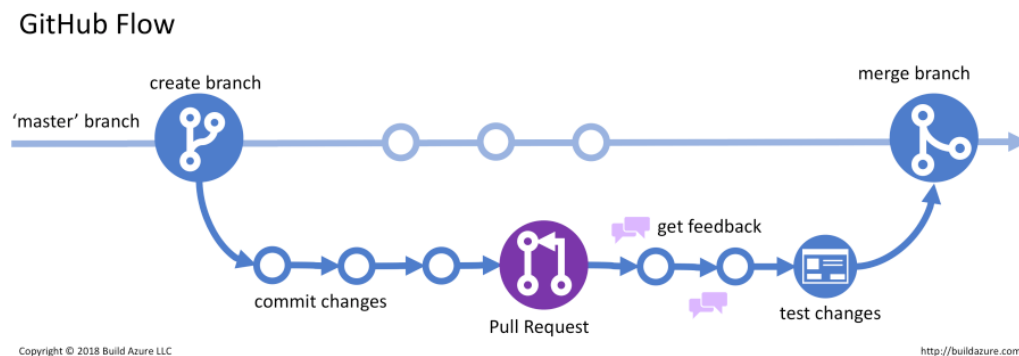 GitHub Flow
create branch
merge branch
‘master’ branch
get feedback
commit changes
Pull Request
test changes
Copyright © 2018 Build Azure LLC
http://buildazure.com